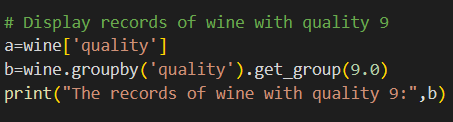 # Display records of wine with quality 9
a=wine['quality']
b=wine.groupby('quality').get_group(9.0)
print("The records of wine with quality 9:",b)